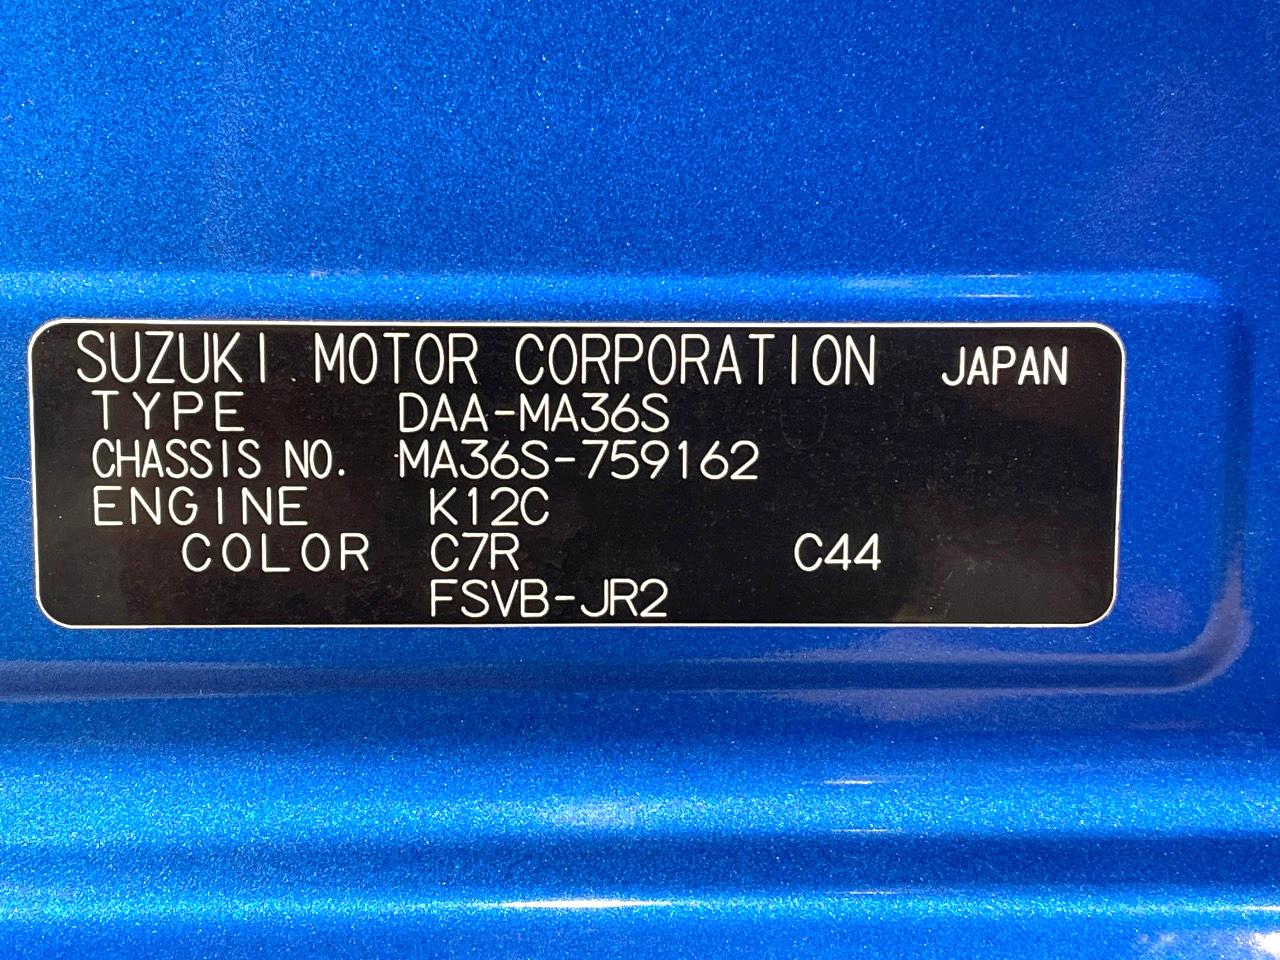 SUZUKI MOTOR CORPORATION JAPAN
TYPE DAA-MA36S
CHASSIS NO. MA36S-759162
ENGINE K12C
COLOR C7R C44
FSVB-JR2